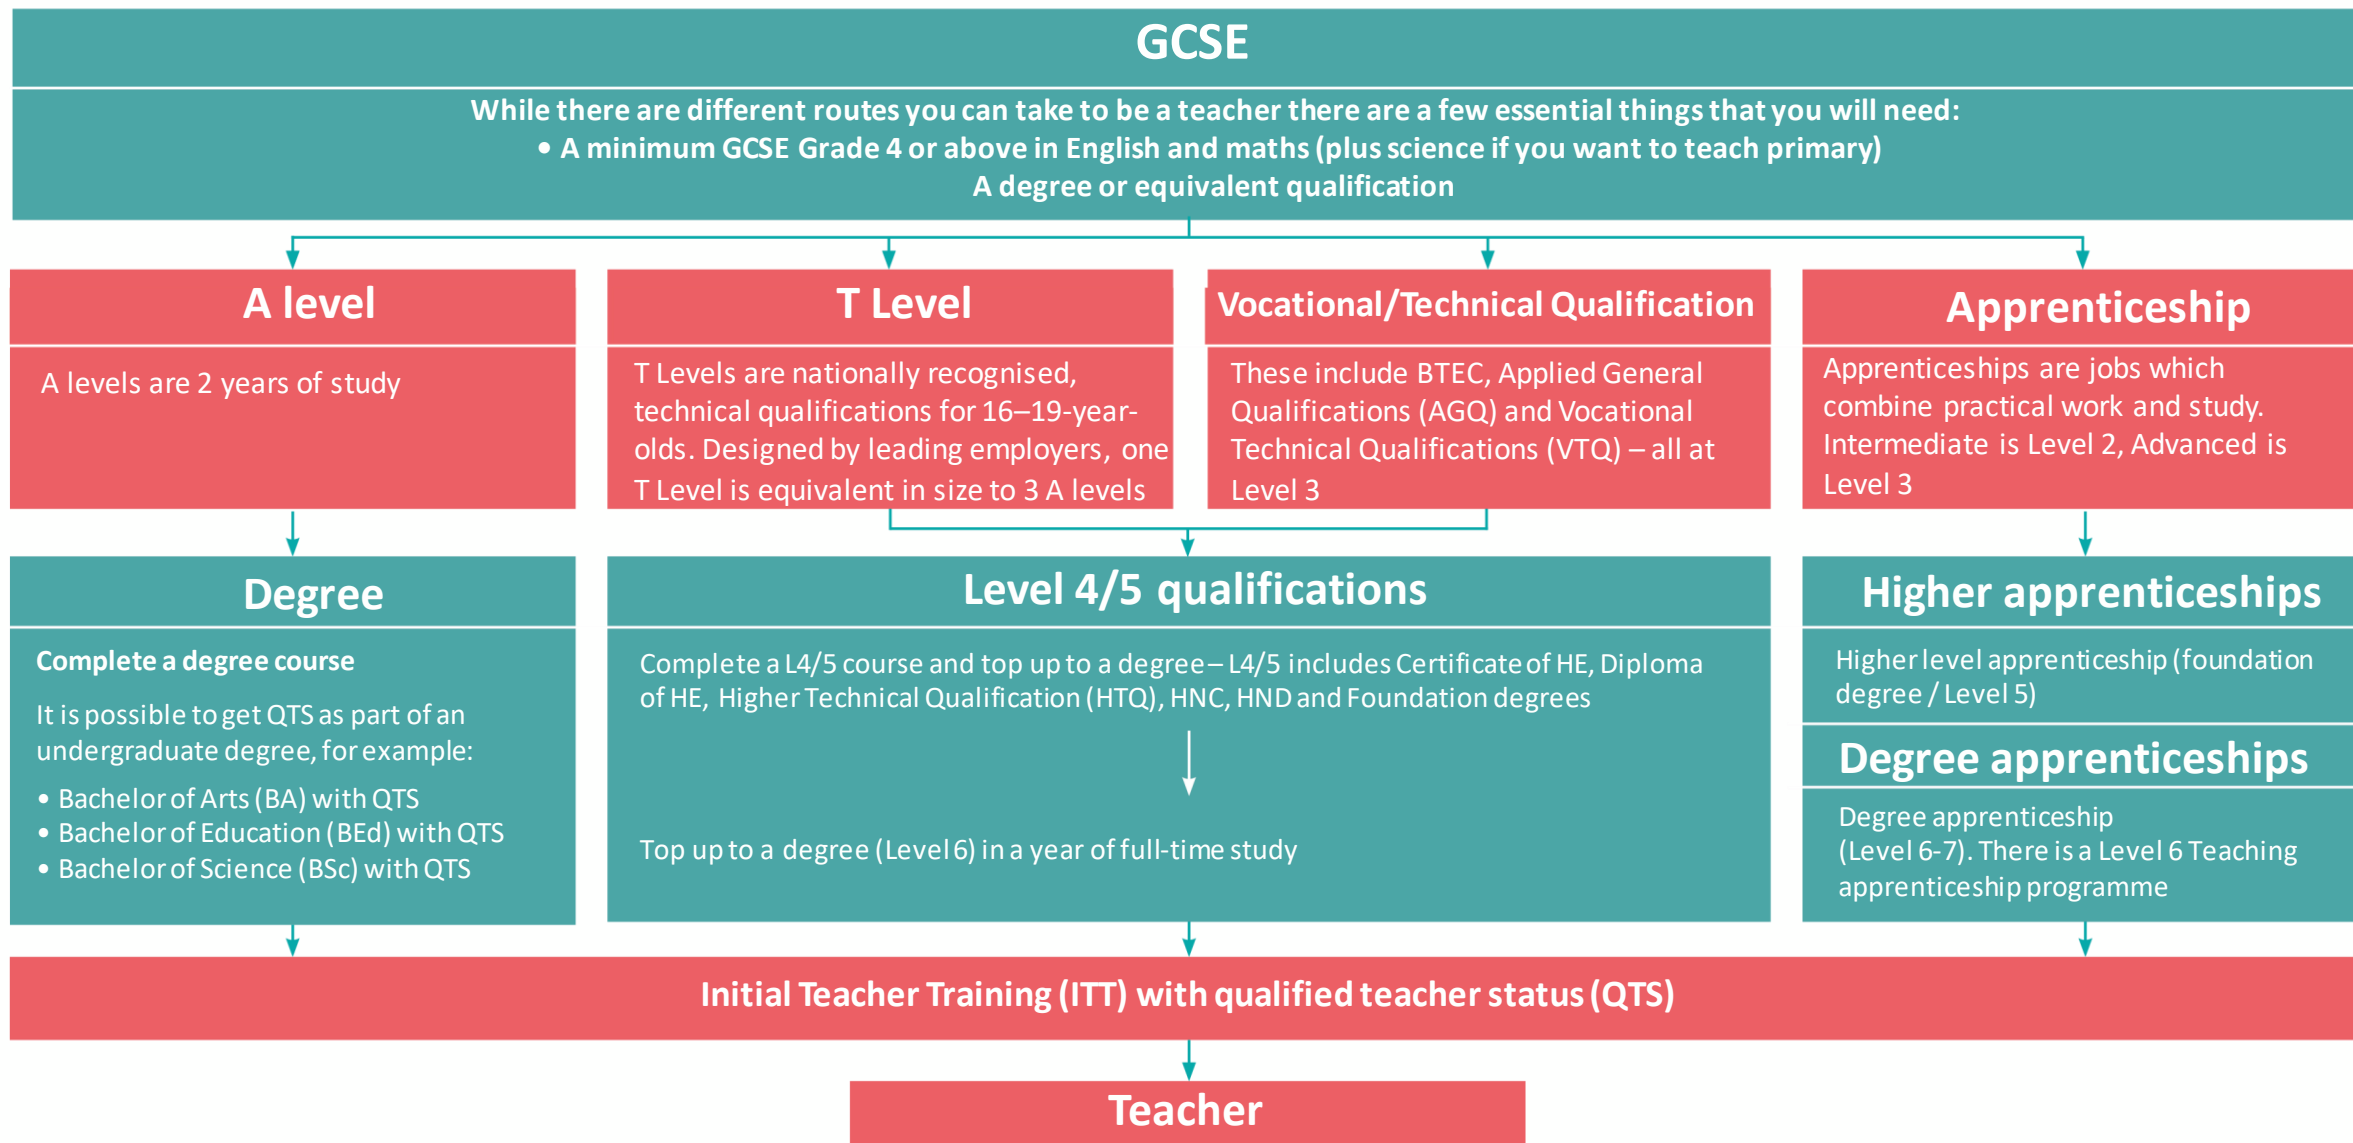 GCSE
While there are different routes you can take to be a teacher there are a few essential things that you will need:
• A minimum GCSE Grade 4 or above in English and maths (plus science if you want to teach primary)
A degree or equivalent qualification
A level
A levels are 2 years of study
T Level
T Levels are nationally recognised,
technical qualifications for 16–19-year-
olds. Designed by leading employers, one
T Level is equivalent in size to 3 A levels
Vocational/Technical Qualification
These include BTEC, Applied General
Qualifications (AGQ) and Vocational
Technical Qualifications (VTQ) – all at
Level 3
Apprenticeship
Apprenticeships are jobs which
combine practical work and study.
Intermediate is Level 2, Advanced is
Level 3
Degree
Complete a degree course
It is possible to get QTS as part of an
undergraduate degree, for example:
• Bachelor of Arts (BA) with QTS
• Bachelor of Education (BEd) with QTS
• Bachelor of Science (BSc) with QTS
Level 4/5 qualifications
Complete a L4/5 course and top up to a degree – L4/5 includes Certificate of HE, Diploma
of HE, Higher Technical Qualification (HTQ), HNC, HND and Foundation degrees
Top up to a degree (Level 6) in a year of full-time study
Higher apprenticeships
Higher level apprenticeship (foundation
degree / Level 5)
Degree apprenticeships
Degree apprenticeship
(Level 6-7). There is a Level 6 Teaching
apprenticeship programme
Initial Teacher Training (ITT) with qualified teacher status (QTS)
Teacher